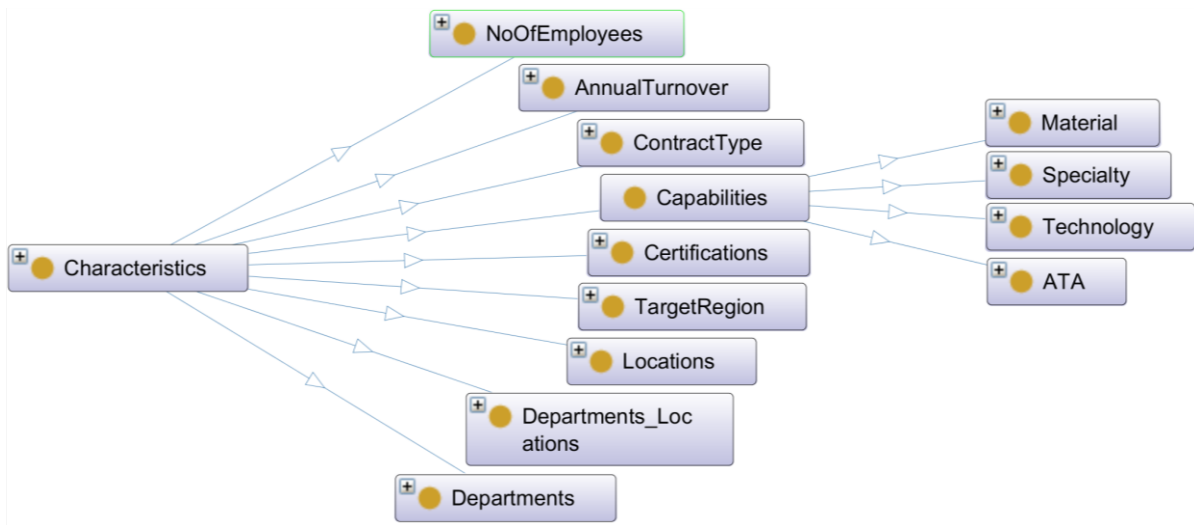 NoOfEmployees
AnnualTurnover
ContractType
Capabilities
Characteristics
Certifications
TargetRegion
Locations
Departments_Loc
ations
Departments
Material
Specialty
Technology
ATA